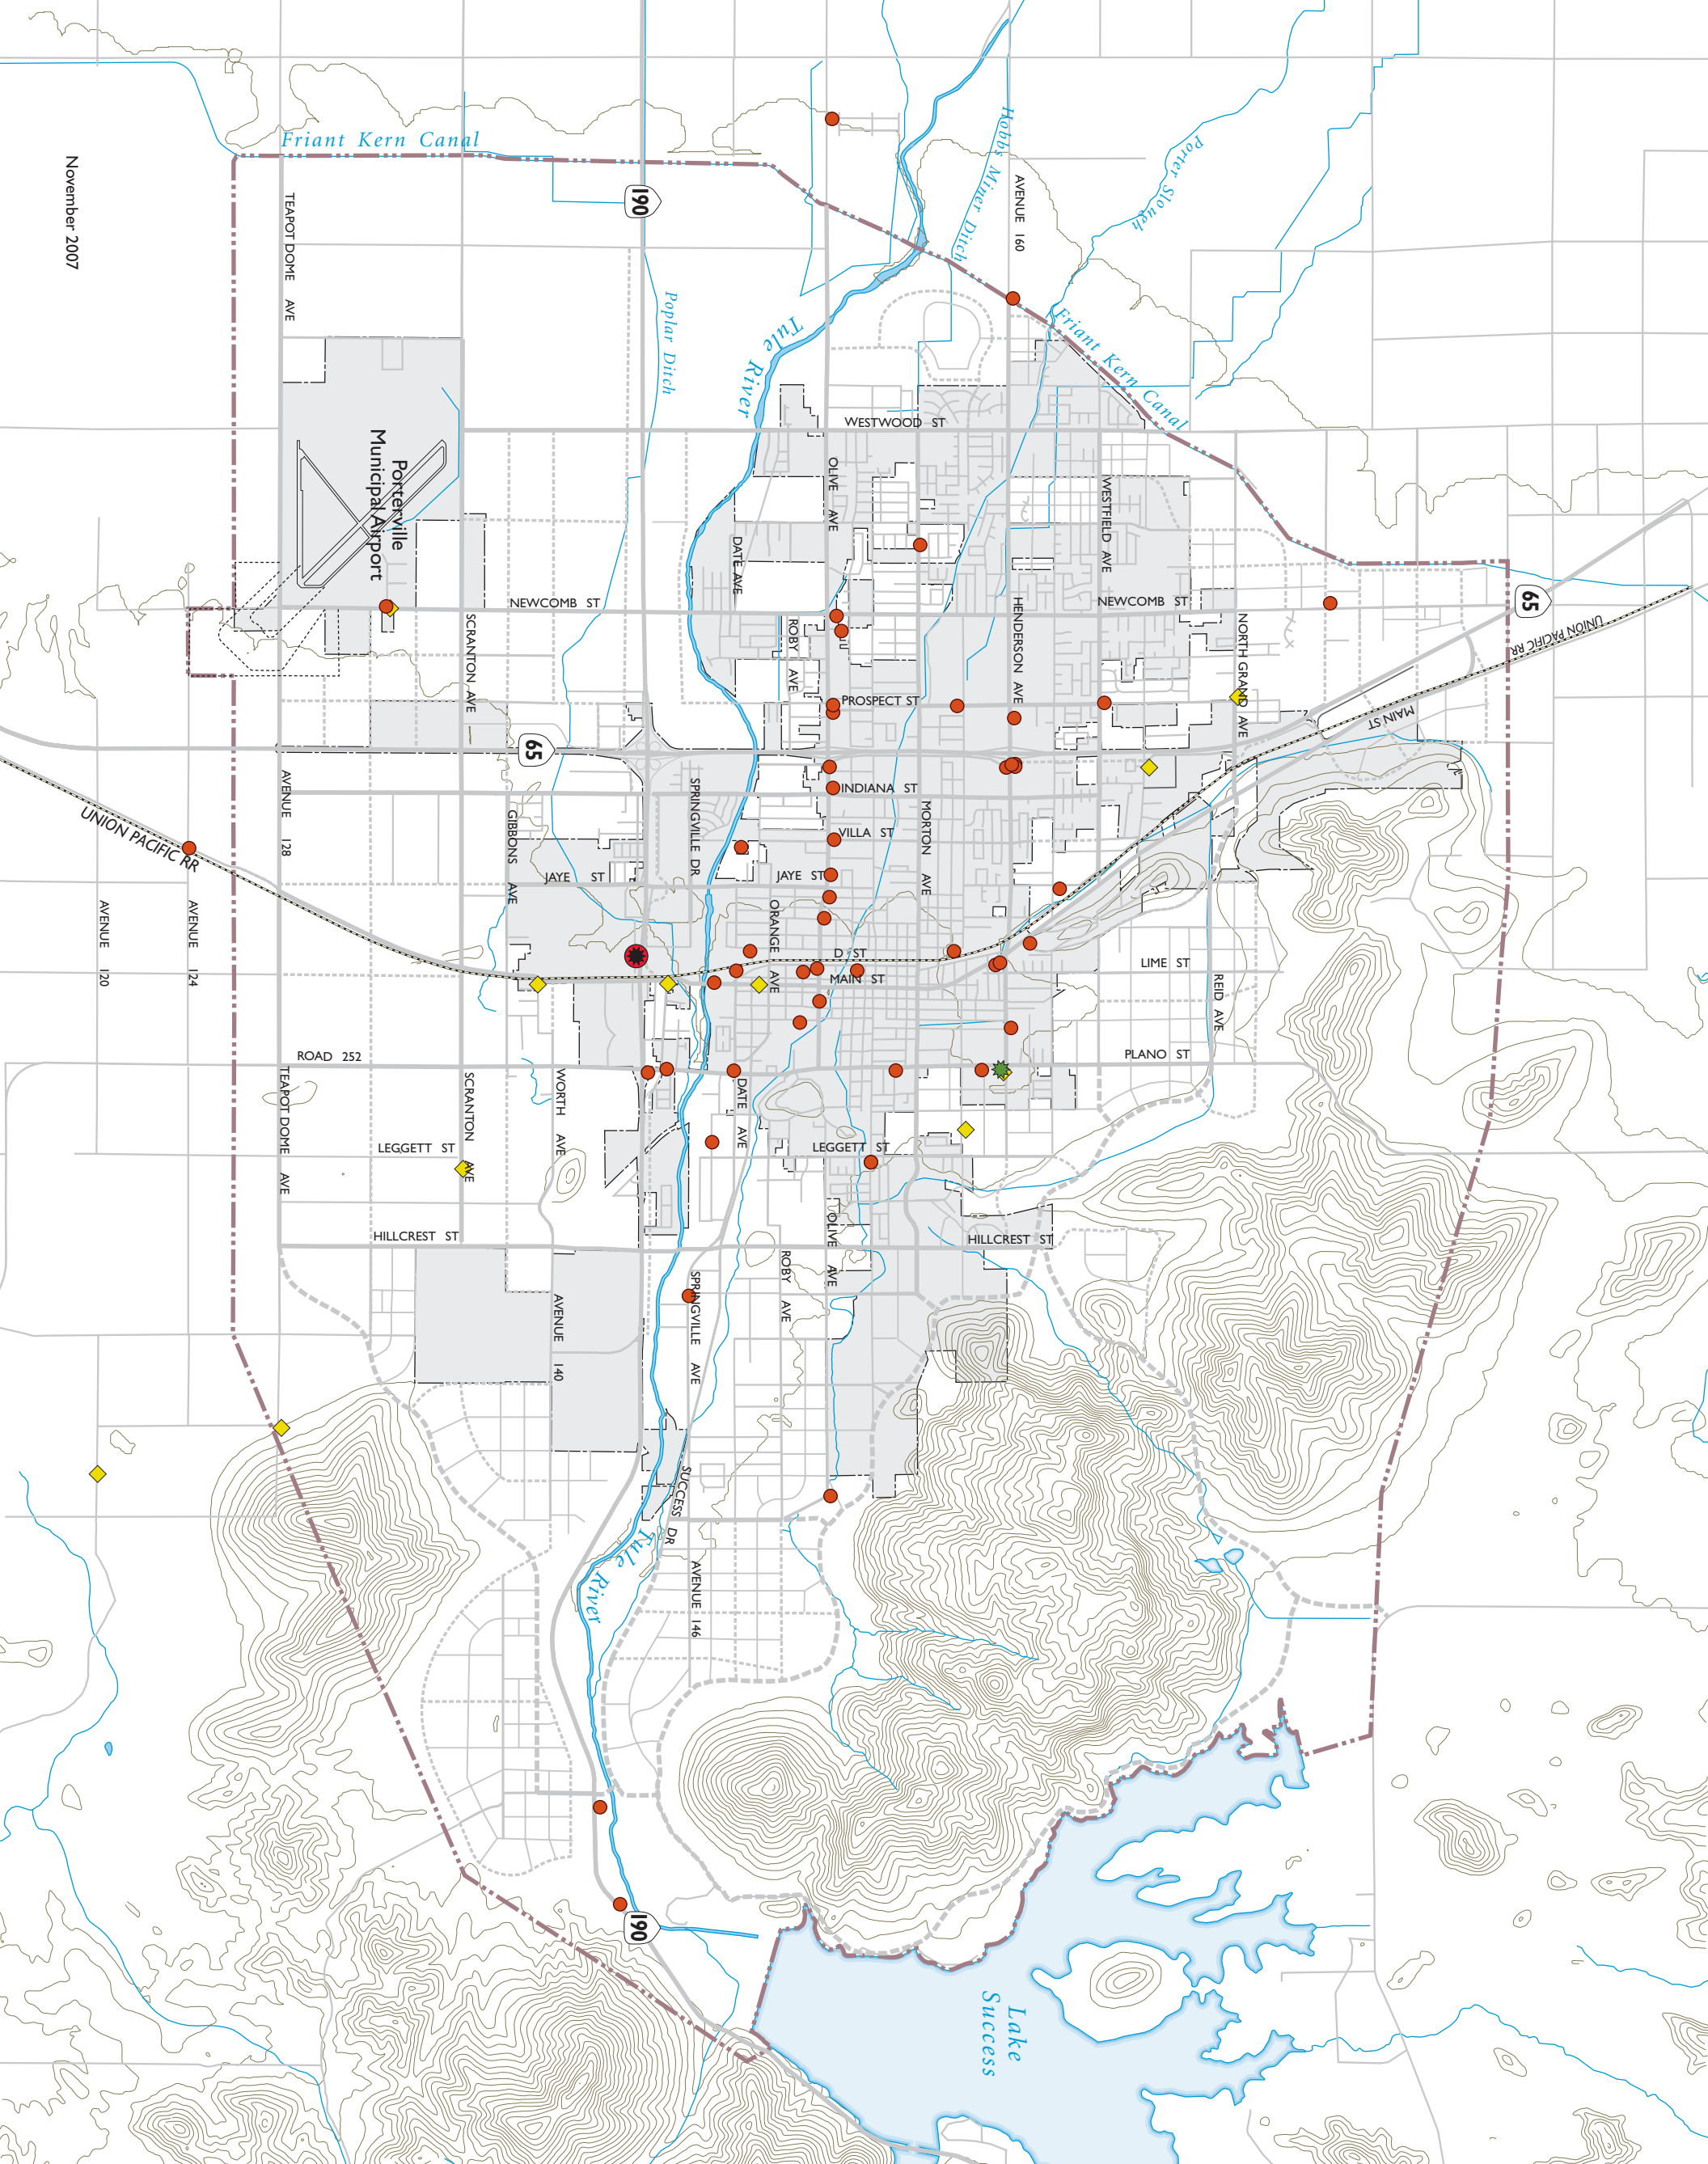 Friant Kern Canal
November 2007
190
AVENUE 160
Hobbs Miner Ditch
Porter Slough
TEAPOT DOME AVE
Poplar Ditch
Tule River
Friant Kern Canal
WESTWOOD ST
Porterville
Municipal Airport
OLIVE AVE
WESTFIELD AVE
DATE AVE
NEWCOMB ST
NEWCOMB ST
65
UNION PACIFIC RR
SCRANTON AVE
ROBY AVE
HENDERSON AVE
NORTH GRAND AVE
PROSPECT ST
MAIN ST
65
AVENUE 128
SPRINGVILLE DR
INDIANA ST
UNION PACIFIC RR
GIBBONS AVE
VILLA ST
MORTON AVE
JAYE ST
JAYE ST
AVENUE 120
AVENUE 124
ORANGE AVE
D ST
MAIN ST
LIME ST
REID AVE
ROAD 252
PLANO ST
TEAPOT DOME AVE
SCRANTON AVE
WORTH AVE
DATE AVE
LEGGETT ST
LEGGETT ST
OLIVE AVE
HILLCREST ST
HILLCREST ST
ROBY AVE
SPRINGVILLE AVE
AVENUE 140
SUCCESS DR
Tule River
AVENUE 146
190
Lake
Success